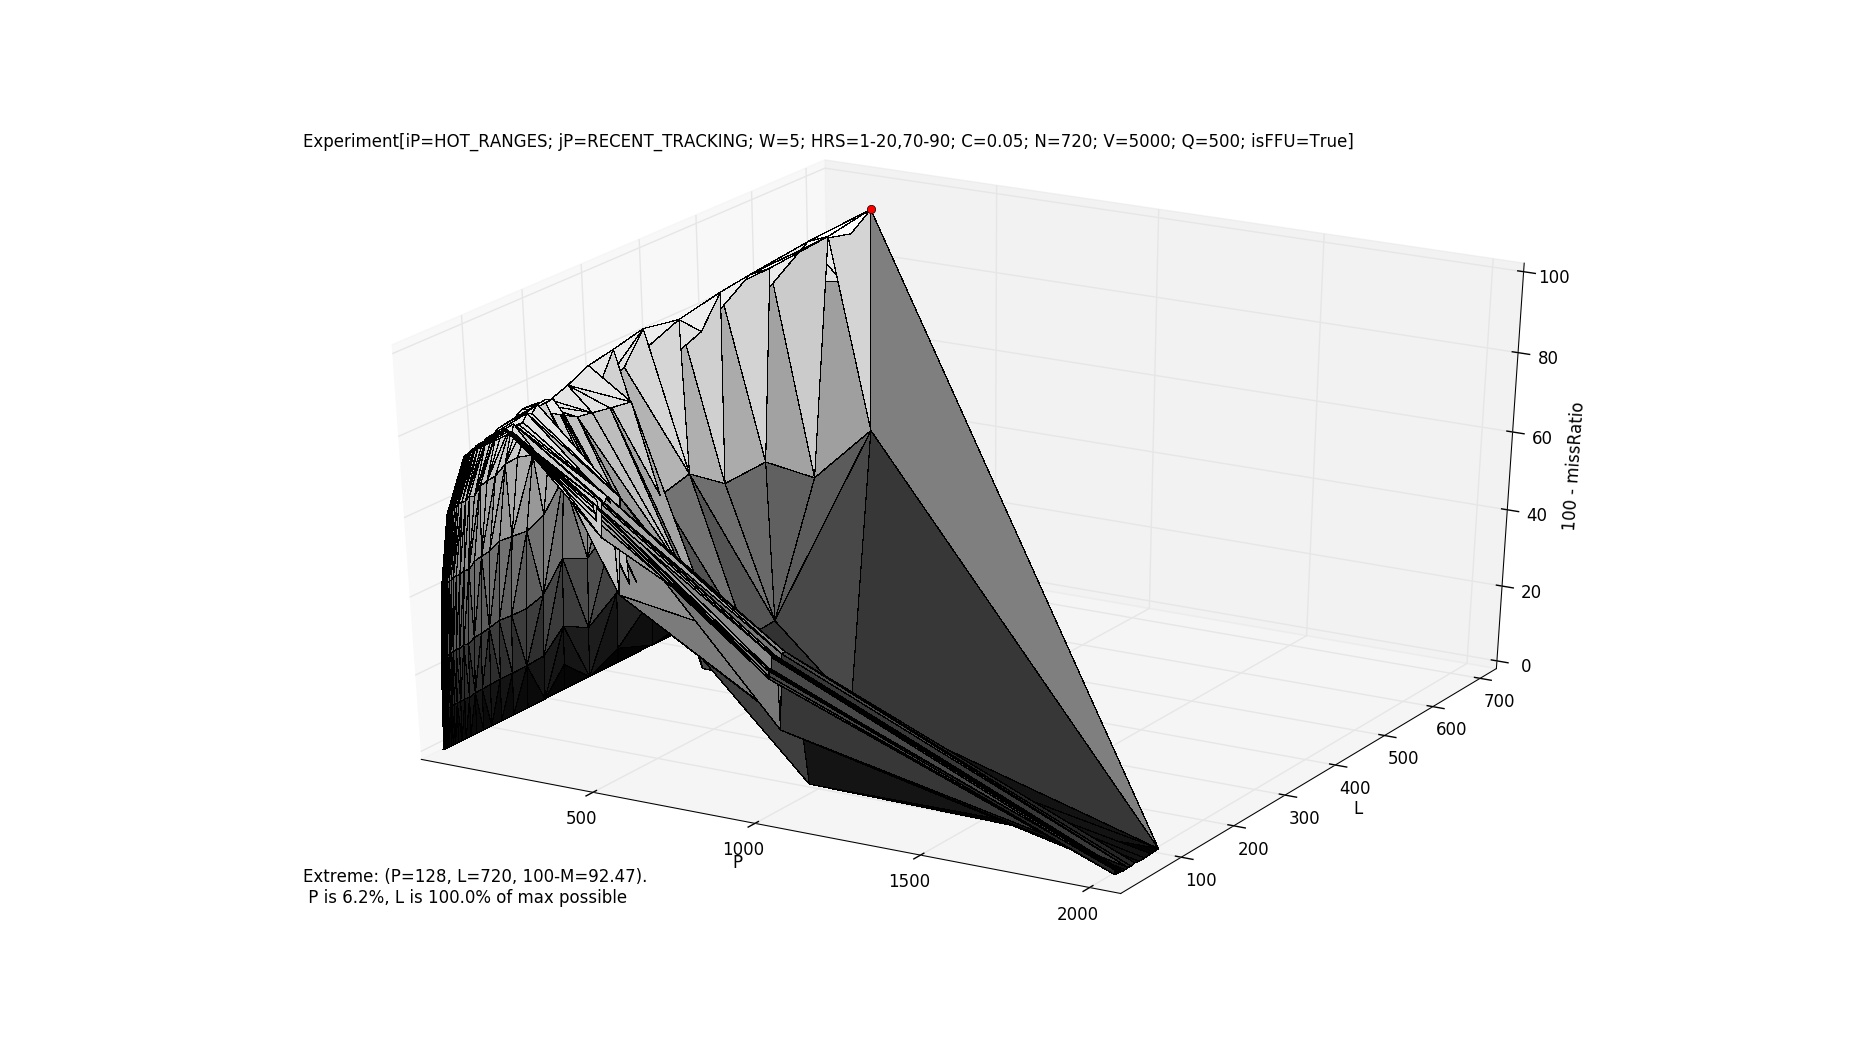 Experiment[iP=HOT_RANGES; jP=RECENT_TRACKING; W=5; HRS=1-20,70-90; C=0.05; N=720; V=5000; Q=500; isFFU=True]
100
80
60
40
20
0
100 - missRatio
700
600
500
400
300
200
100
L
500
1000
1500
2000
P
Extreme: (P=128, L=720, 100-M=92.47).
P is 6.2%, L is 100.0% of max possible